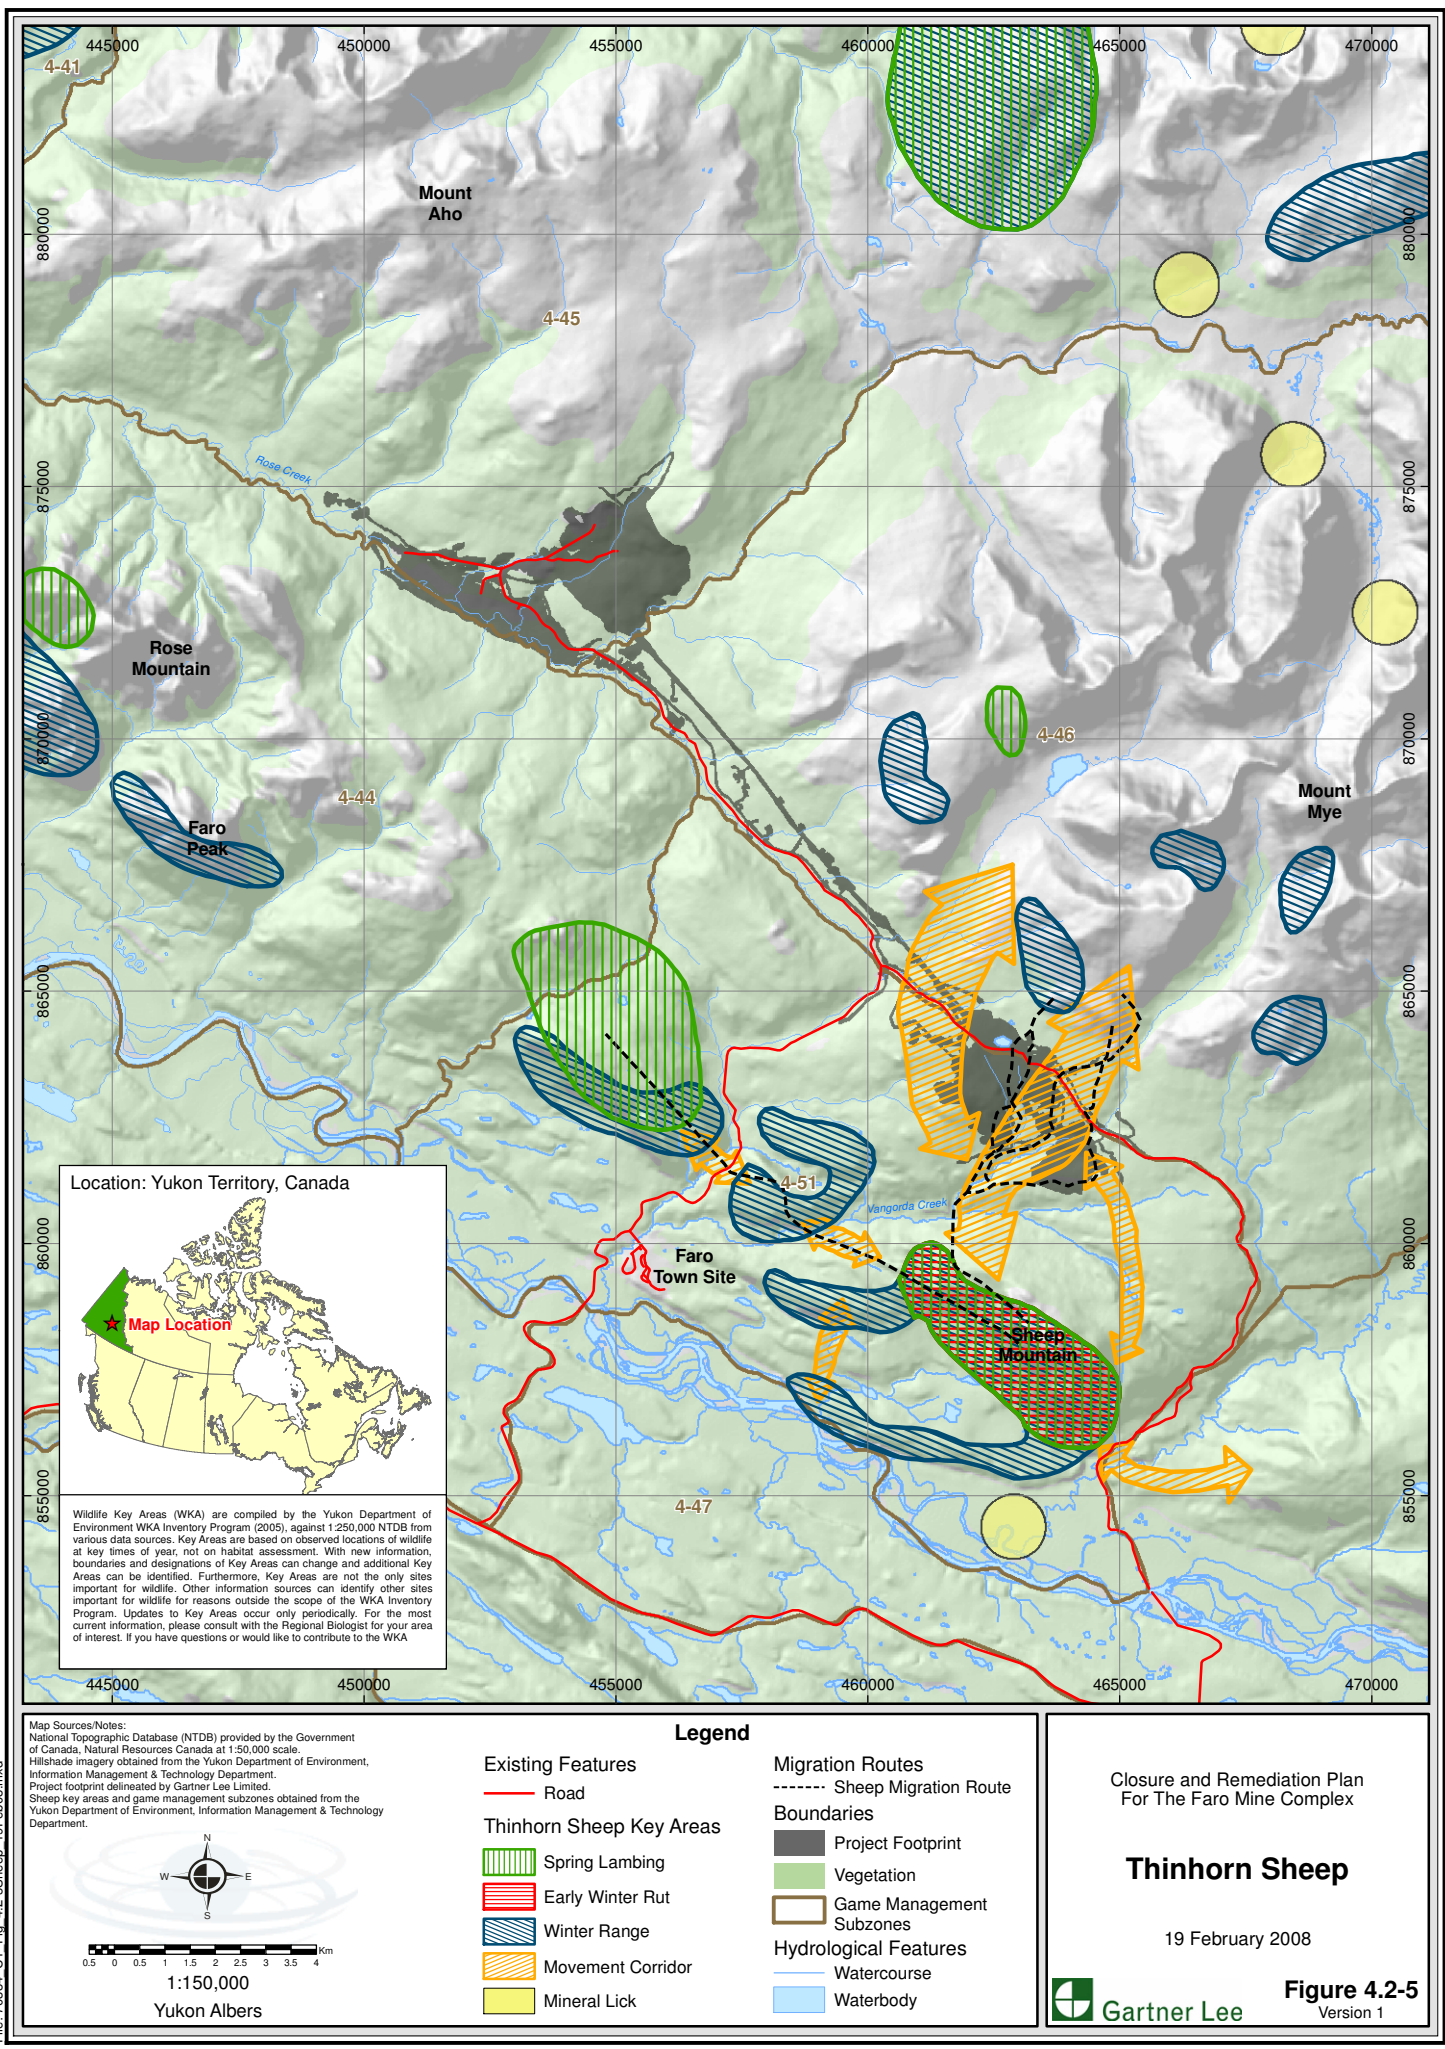 445000
450000
455000
460000
465000
470000
4-41
Mount
Aho
880000
880000
4-45
Rose Creek
875000
875000
Rose
Mountain
870000
870000
4-46
4-44
Mount
Mye
Faro
Peak
865000
865000
4-51
Vangorda Creek
860000
860000
Faro
Town Site
Sheep
Mountain
855000
855000
4-47
Location: Yukon Territory, Canada
Map Location
Wildlife Key Areas (WKA) are compiled by the Yukon Department of
Environment WKA Inventory Program (2005), against 1:250,000 NTDB from
various data sources. Key Areas are based on observed locations of wildlife
at key times of year, not on habitat assessment. With new information,
boundaries and designations of Key Areas can change and additional Key
Areas can be identified. Furthermore, Key Areas are not the only sites
important for wildlife. Other information sources can identify other sites
important for wildlife for reasons outside the scope of the WKA Inventory
Program. Updates to Key Areas occur only periodically. For the most
current information, please consult with the Regional Biologist for your area
of interest. If you have questions or would like to contribute to the WKA
445000
450000
455000
460000
465000
470000
Map Sources/Notes:
National Topographic Database (NTDB) provided by the Government
of Canada, Natural Resources Canada at 1:50,000 scale.
Hillshade imagery obtained from the Yukon Department of Environment,
Information Management & Technology Department.
Project footprint delineated by Gartner Lee Limited.
Sheep key areas and game management subzones obtained from the
Yukon Department of Environment, Information Management & Technology
Department.
N
W
E
S
0.5 0 0.5 1 1.5 2 2.5 3 3.5 4
Km
1:150,000
Yukon Albers
Legend
Existing Features
Road
Thinhorn Sheep Key Areas
Spring Lambing
Early Winter Rut
Winter Range
Movement Corridor
Mineral Lick
Migration Routes
Sheep Migration Route
Boundaries
Project Footprint
Vegetation
Game Management
Subzones
Hydrological Features
Watercourse
Waterbody
Closure and Remediation Plan
For The Faro Mine Complex
Thinhorn Sheep
19 February 2008
Gartner Lee
Figure 4.2-5
Version 1